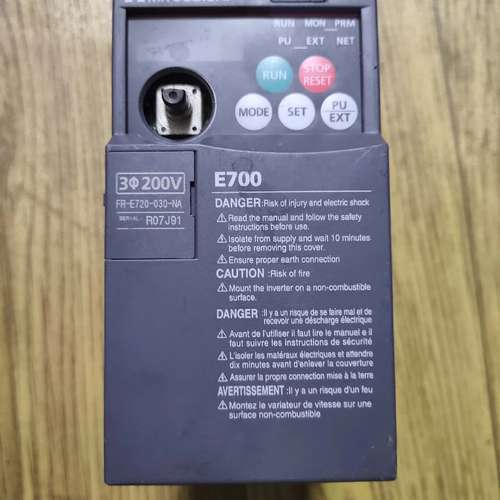 RUN MON PRM
PU EXT NET
RUN
STOP
RESET
MODE
SET
PU
EXT
3Φ200V
FR-E720-030-NA
SERIAL: R07J91
E700
DANGER :Risk of injury and electric shock
Read the manual and follow the safety
instructions before use.
Isolate from supply and wait 10 minutes
before removing this cover.
Ensure proper earth connection
CAUTION :Risk of fire
Mount the inverter on a non-combustible
surface.
DANGER :Il y a un risque de se faire mal et de
recevoir une déscharge électrique
Avant de l'utiliser il faut lire le manuel e il
faut suivre les instructions de sécurité
L'isoler les matéraux électriques et attendre
dix minutes avant d'enlever la couverture
Assurer la propre connection mise à la terre
AVERTISSEMENT :Il y a un risque d'un feu
Montez le variateur de vitesse sur une
surface non-combustible